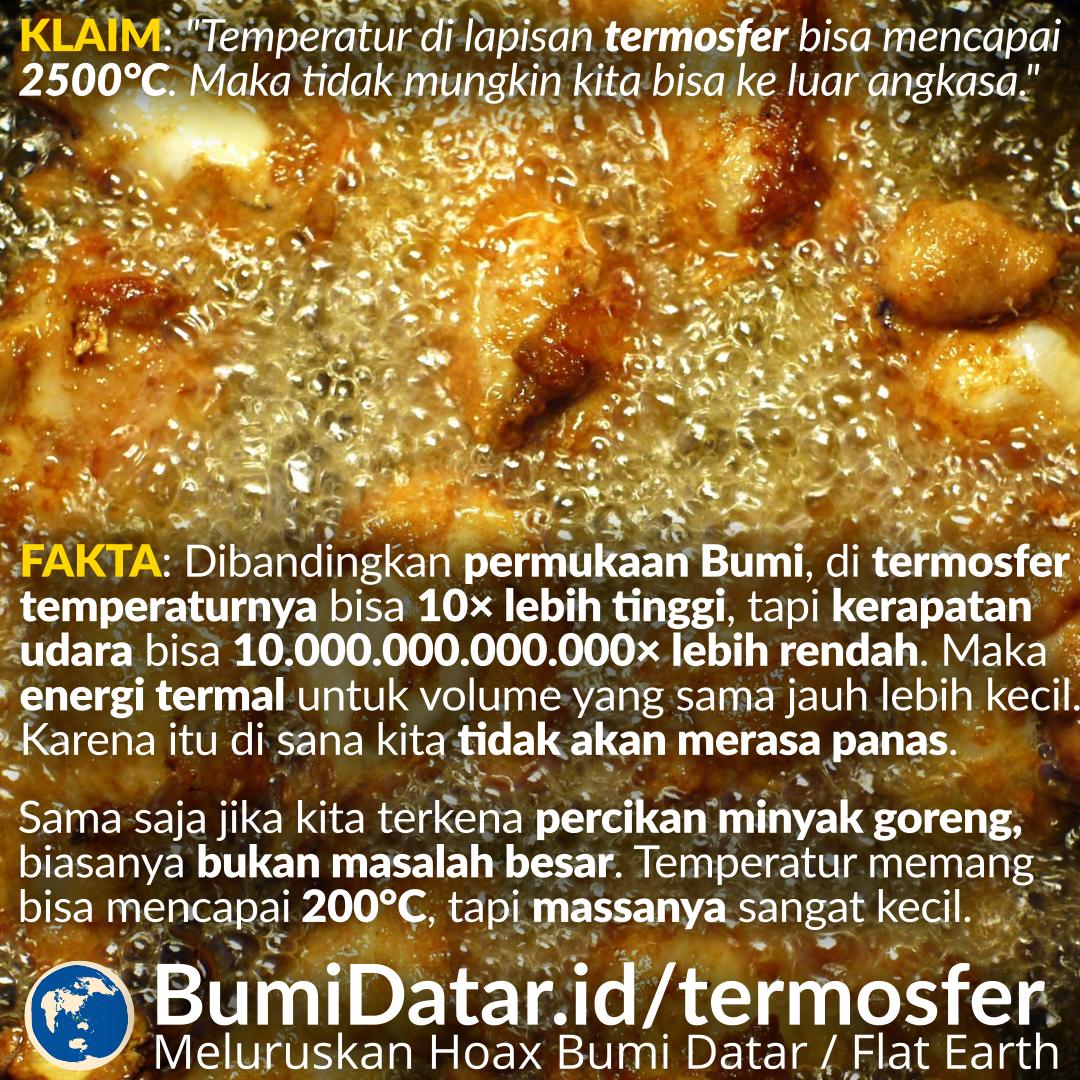 KLAIM: "Temperatur di lapisan termosfer bisa mencapai
2500°C. Maka tidak mungkin kita bisa ke luar angkasa."
FAKTA: Dibandingkan permukaan Bumi, di termosfer
temperaturnya bisa 10× lebih tinggi, tapi kerapatan
udara bisa 10.000.000.000.000× lebih rendah. Maka
energi termal untuk volume yang sama jauh lebih kecil.
Karena itu di sana kita tidak akan merasa panas.
Sama saja jika kita terkena percikan minyak goreng,
biasanya bukan masalah besar. Temperatur memang
bisa mencapai 200°C, tapi massanya sangat kecil.
BumiDatar.id/termosfer
Meluruskan Hoax Bumi Datar / Flat Earth